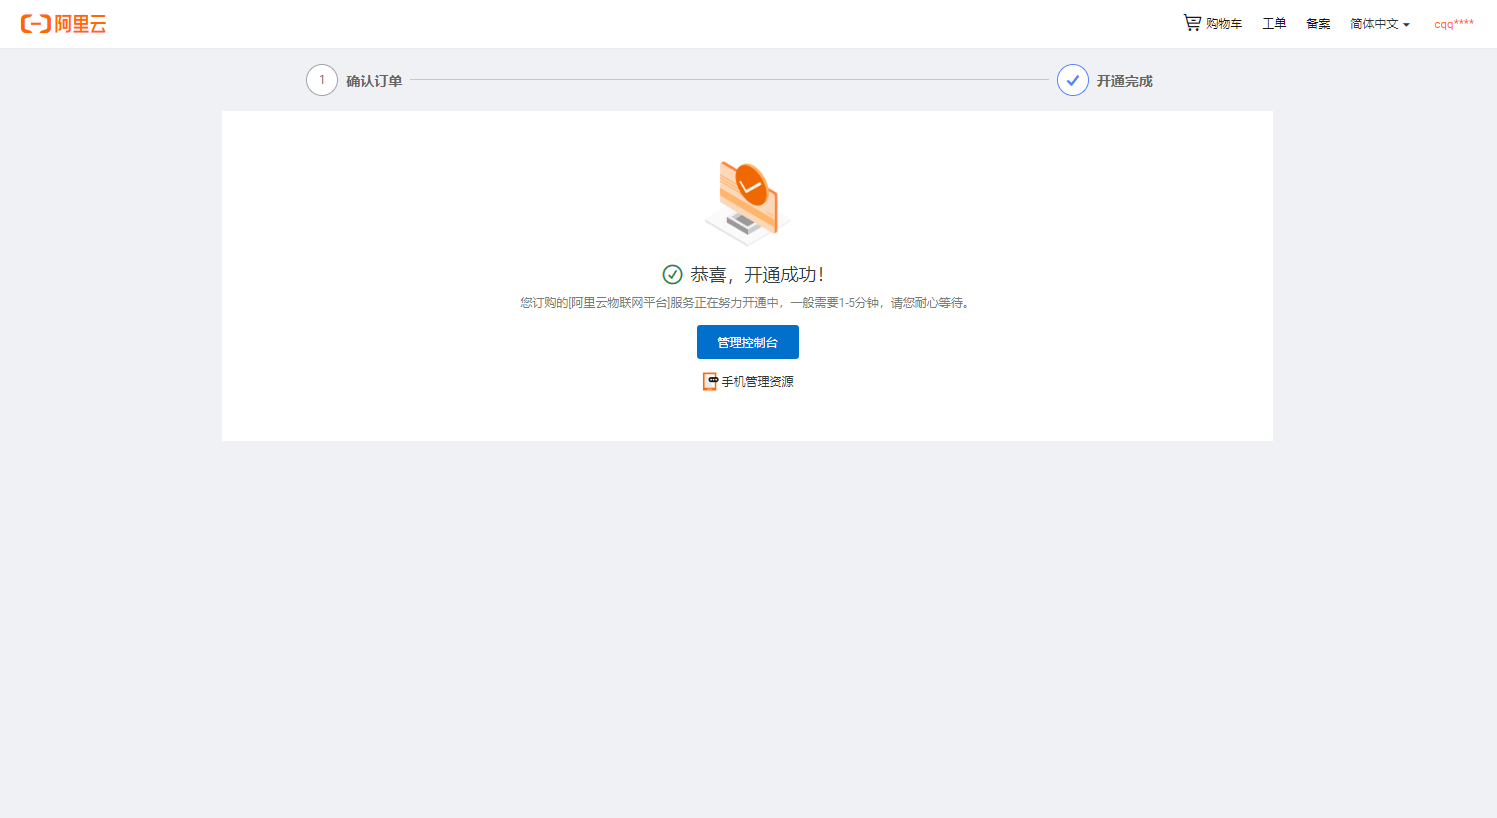 阿里云
购物车 工单 备案 简体中文 cqq****
1 确认订单 开通完成
恭喜，开通成功！
您订购的[阿里云物联网平台]服务正在努力开通中，一般需要1-5分钟，请您耐心等待。
管理控制台
手机管理资源